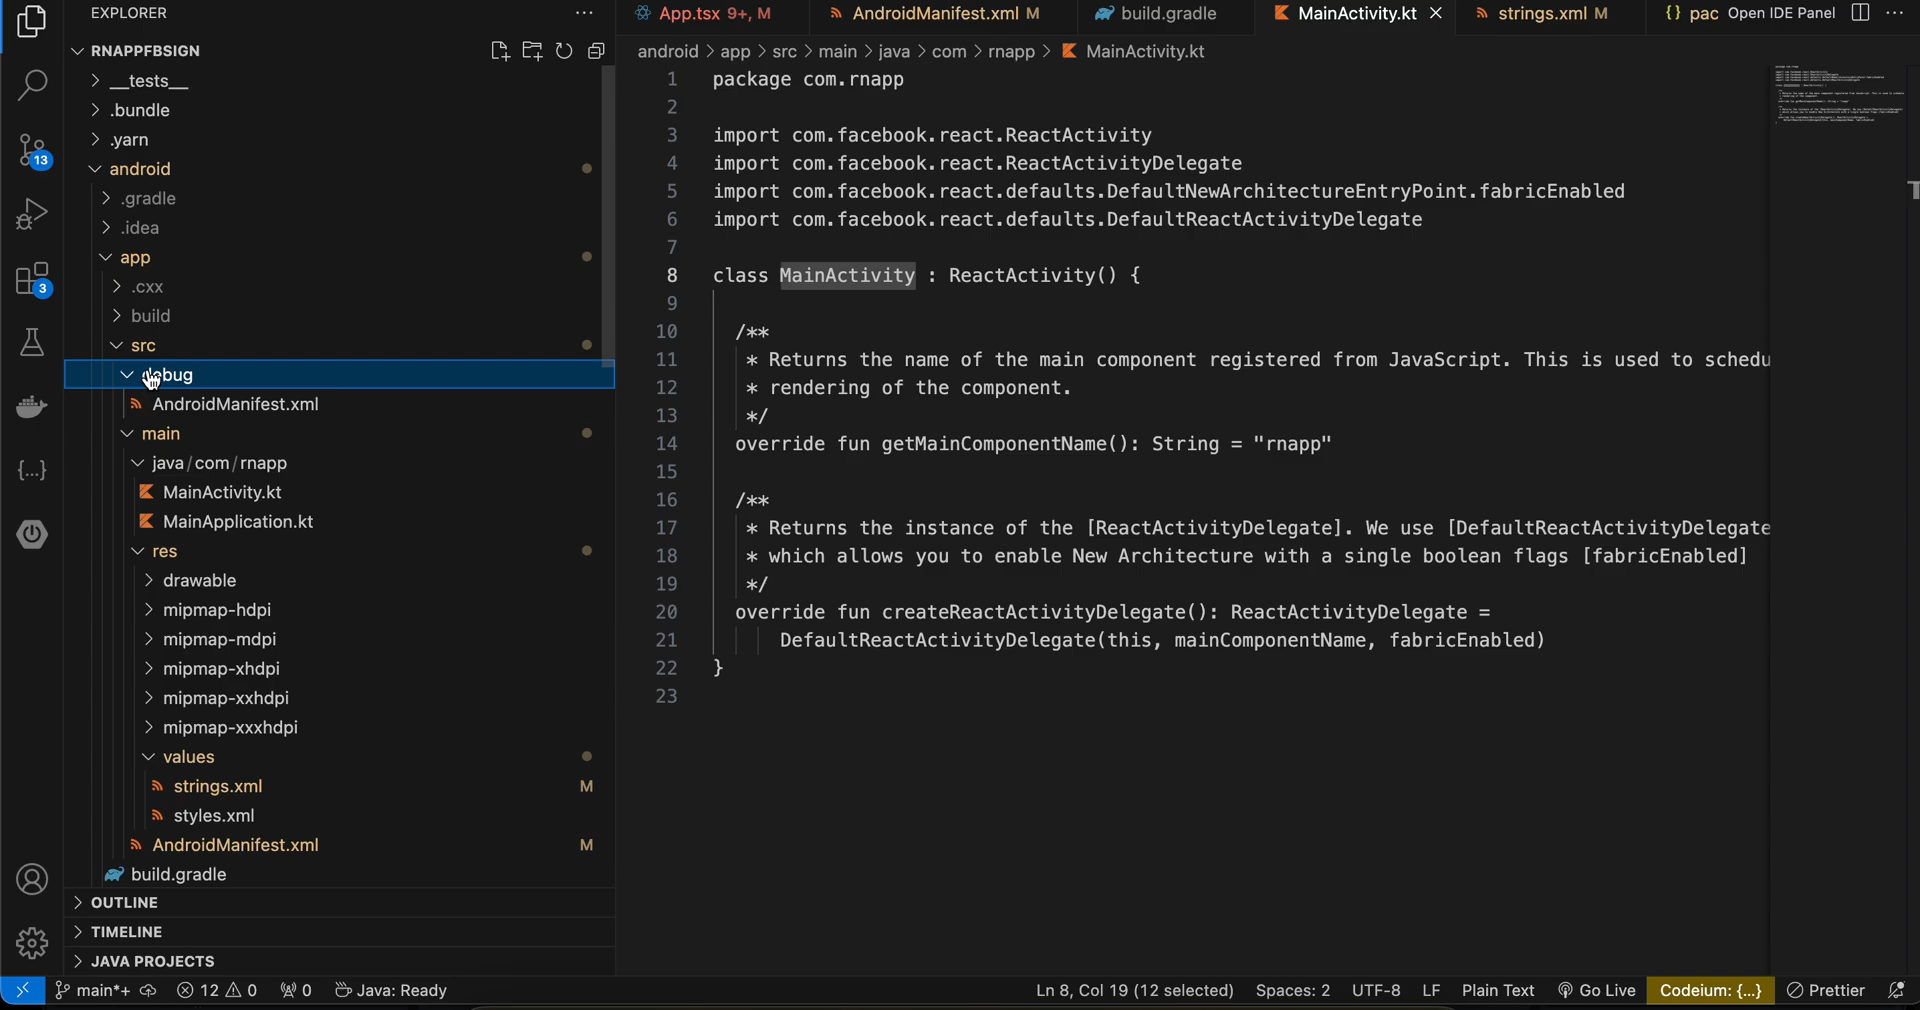 EXPLORER
RNAPPFBSIGN
__tests__
.bundle
.yarn
android
.gradle
.idea
app
.cxx
build
src
debug
AndroidManifest.xml
main
java/com/rnapp
MainActivity.kt
MainApplication.kt
res
drawable
mipmap-hdpi
mipmap-mdpi
mipmap-xhdpi
mipmap-xxhdpi
mipmap-xxxhdpi
values
strings.xml M
styles.xml
AndroidManifest.xml M
build.gradle
OUTLINE
TIMELINE
JAVA PROJECTS
13
3
App.tsx 9+, M AndroidManifest.xml M build.gradle MainActivity.kt strings.xml M {} pac Open IDE Panel
android > app > src > main > java > com > rnapp > MainActivity.kt
1 package com.rnapp
2
3 import com.facebook.react.ReactActivity
4 import com.facebook.react.ReactActivityDelegate
5 import com.facebook.react.defaults.DefaultNewArchitectureEntryPoint.fabricEnabled
6 import com.facebook.react.defaults.DefaultReactActivityDelegate
7
8 class MainActivity : ReactActivity() {
9
10 /**
11 * Returns the name of the main component registered from JavaScript. This is used to schedu
12 * rendering of the component.
13 */
14 override fun getMainComponentName(): String = "rnapp"
15
16 /**
17 * Returns the instance of the [ReactActivityDelegate]. We use [DefaultReactActivityDelegate
18 * which allows you to enable New Architecture with a single boolean flags [fabricEnabled]
19 */
20 override fun createReactActivityDelegate(): ReactActivityDelegate =
21 DefaultReactActivityDelegate(this, mainComponentName, fabricEnabled)
22 }
23
main*+ 12 0 0 Java: Ready Ln 8, Col 19 (12 selected) Spaces: 2 UTF-8 LF Plain Text Go Live Codeium: {...} Prettier